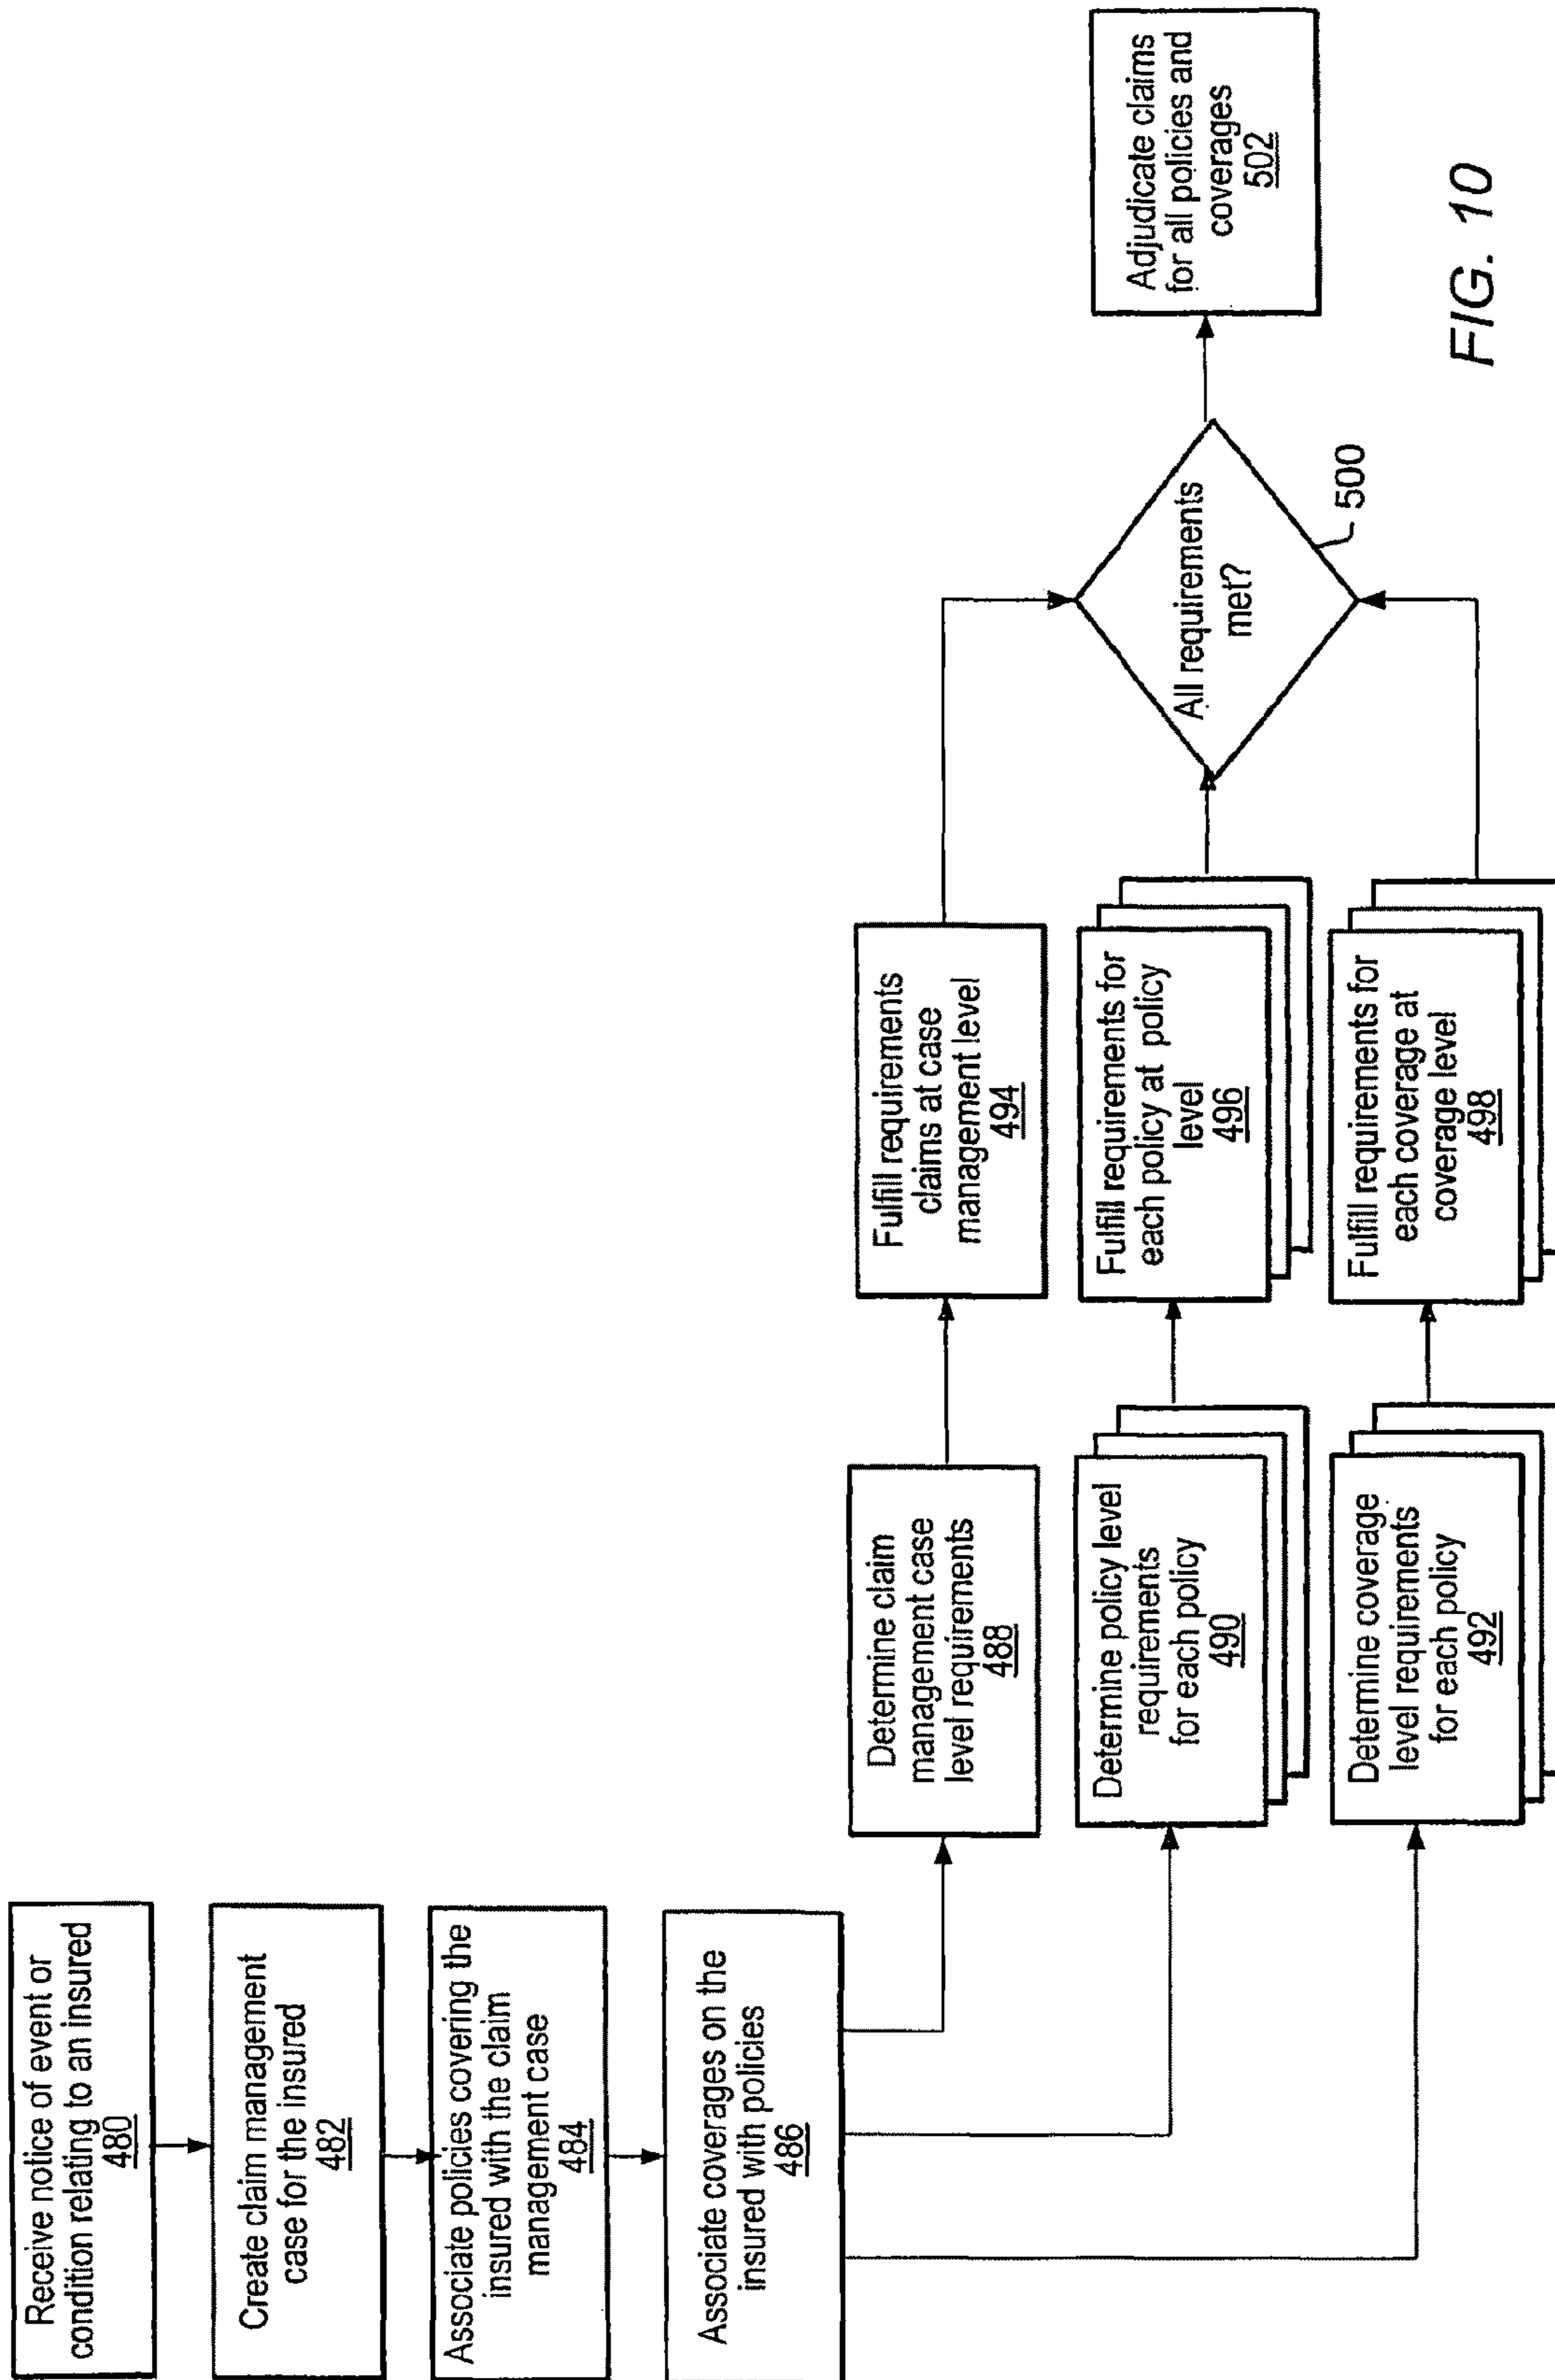 Receive notice of event or
condition relating to an insured
480
Create claim management
case for the insured
482
Associate policies covering the
insured with the claim
management case
484
Associate coverages on the
insured with policies
486
Determine claim
management case
level requirements
488
Fulfill requirements
claims at case
management level
494
Determine policy level
requirements
for each policy
490
Fulfill requirements for
each policy at policy
level
496
Determine coverage
level requirements
for each policy
492
Fulfill requirements for
each coverage at
coverage level
498
All requirements
met?
500
Adjudicate claims
for all policies and
coverages
502
FIG. 10